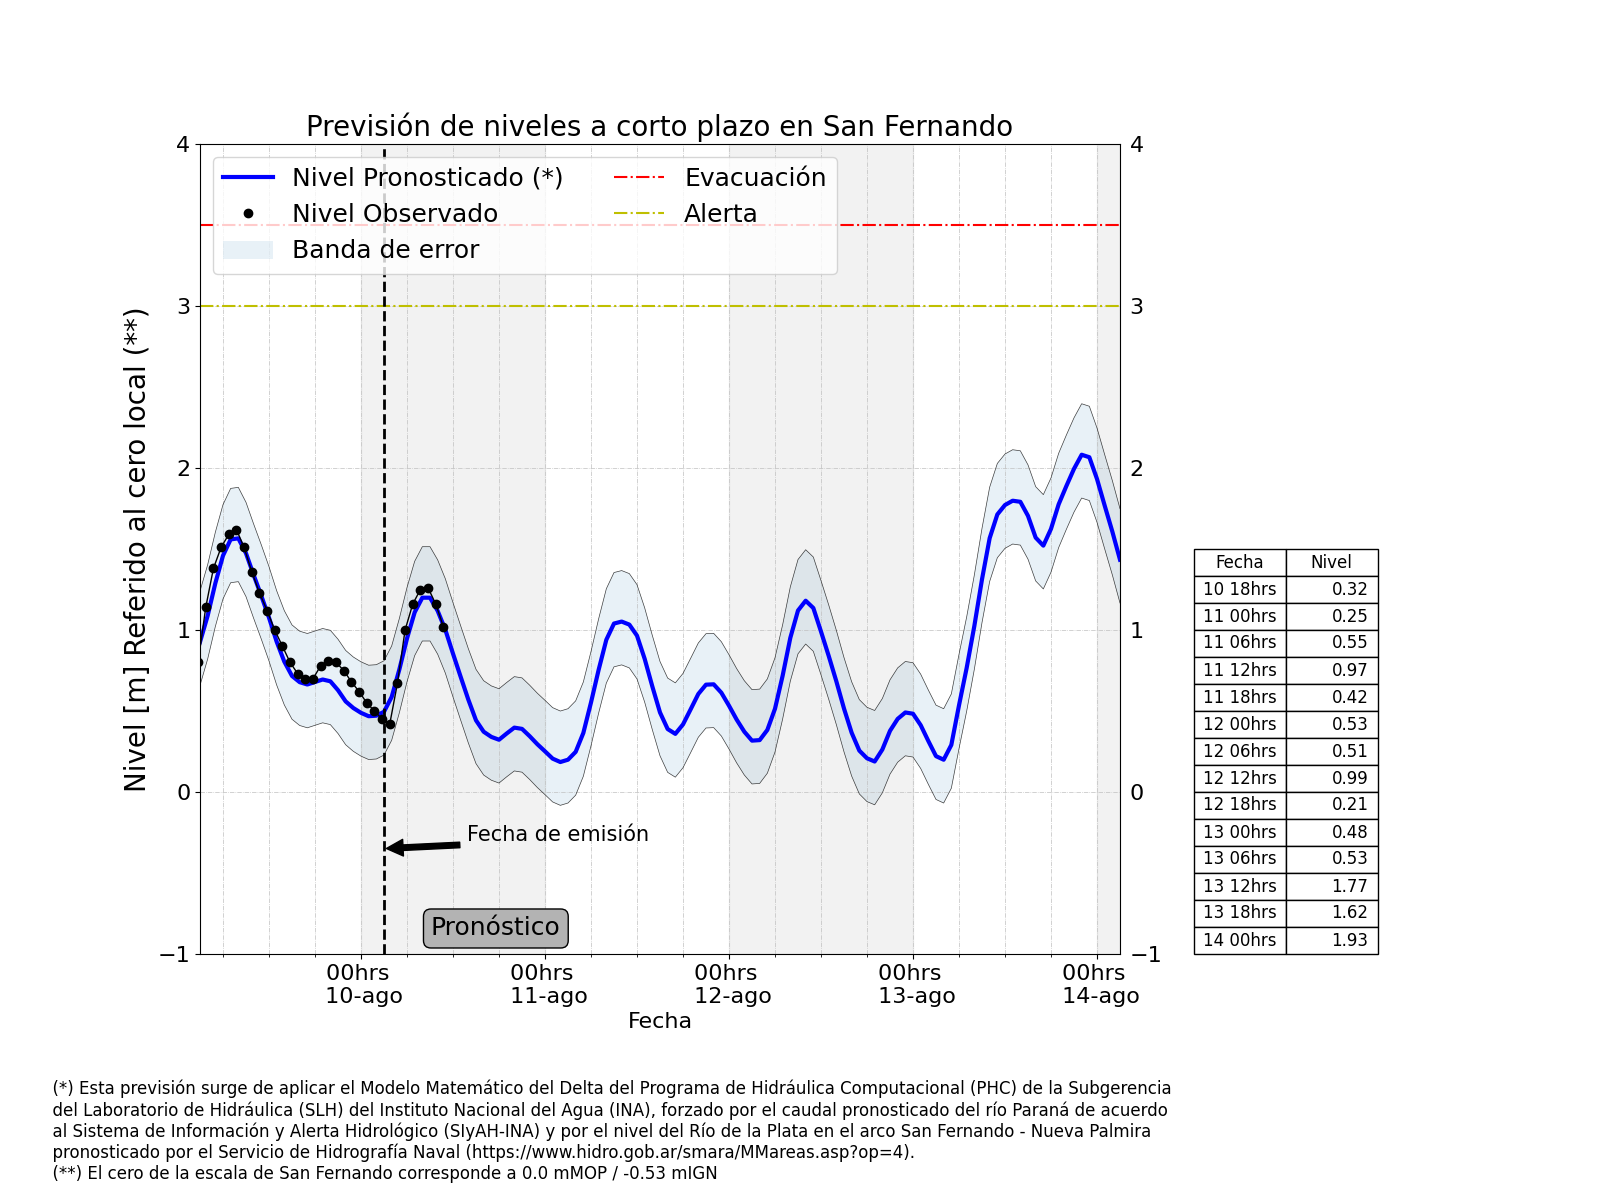 Previsión de niveles a corto plazo en San Fernando
Nivel Pronosticado (*)
Nivel Observado
Banda de error
Evacuación
Alerta
Nivel [m] Referido al cero local (**)
4
3
2
1
0
−1
4
3
2
1
0
−1
Fecha de emisión
Pronóstico
00hrs
10-ago
00hrs
11-ago
00hrs
12-ago
00hrs
13-ago
00hrs
14-ago
Fecha
Fecha Nivel
10 18hrs 0.32
11 00hrs 0.25
11 06hrs 0.55
11 12hrs 0.97
11 18hrs 0.42
12 00hrs 0.53
12 06hrs 0.51
12 12hrs 0.99
12 18hrs 0.21
13 00hrs 0.48
13 06hrs 0.53
13 12hrs 1.77
13 18hrs 1.62
14 00hrs 1.93
(*) Esta previsión surge de aplicar el Modelo Matemático del Delta del Programa de Hidráulica Computacional (PHC) de la Subgerencia
del Laboratorio de Hidráulica (SLH) del Instituto Nacional del Agua (INA), forzado por el caudal pronosticado del río Paraná de acuerdo
al Sistema de Información y Alerta Hidrológico (SIyAH-INA) y por el nivel del Río de la Plata en el arco San Fernando - Nueva Palmira
pronosticado por el Servicio de Hidrografía Naval (https://www.hidro.gob.ar/smara/MMareas.asp?op=4).
(**) El cero de la escala de San Fernando corresponde a 0.0 mMOP / -0.53 mIGN